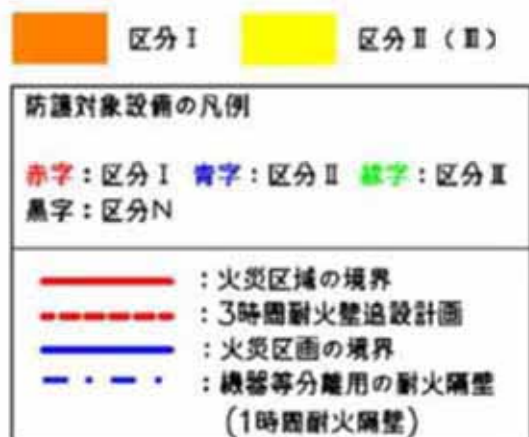 区分Ⅰ 区分Ⅱ(Ⅲ)
防護対象設備の凡例
赤字:区分Ⅰ 青字:区分Ⅱ 緑字:区分Ⅲ
黒字:区分N
:火災区域の境界
:3時間耐火壁追設計画
:火災区画の境界
:機器等分離用の耐火隔壁
(1時間耐火隔壁)